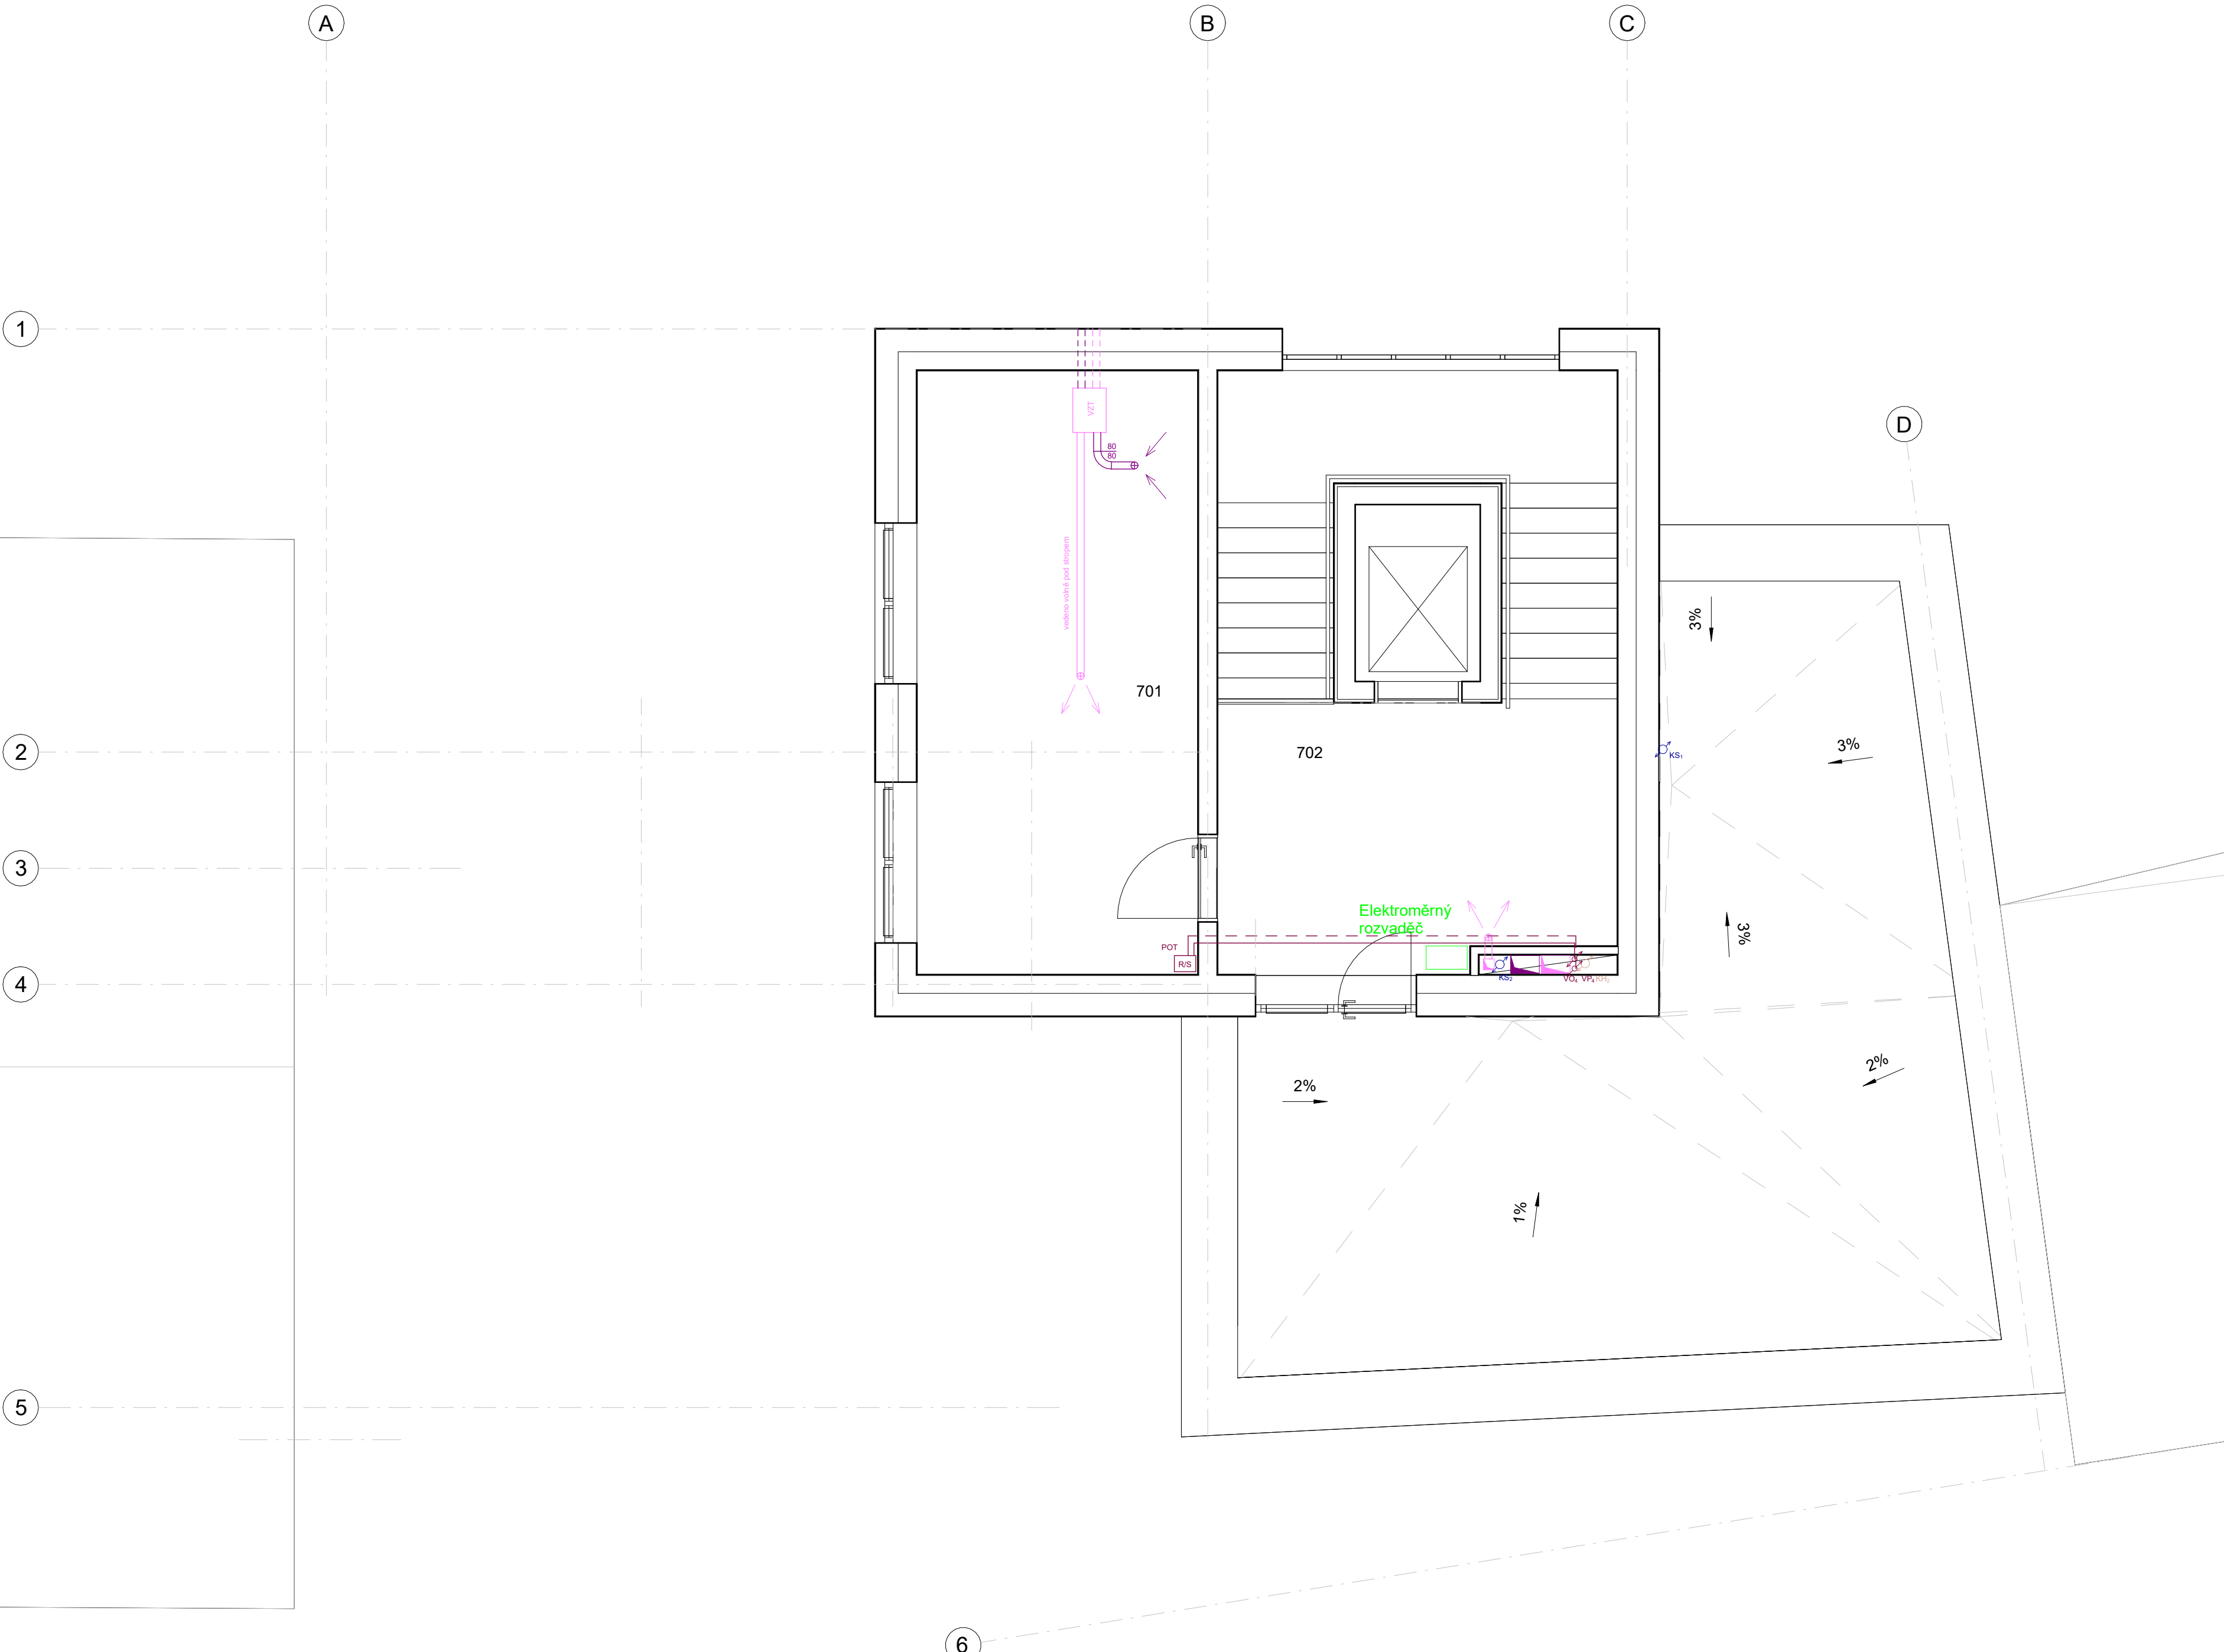 A
B
C
1
D
VZT
80
80
vedeno volně pod stropem
3%
701
2
702
3%
KS₁
3
Elektroměrný
rozvaděč
3%
POT
R/S
4
KS₂
VO₄ VP₄ KH₂
2%
2%
1%
5
6